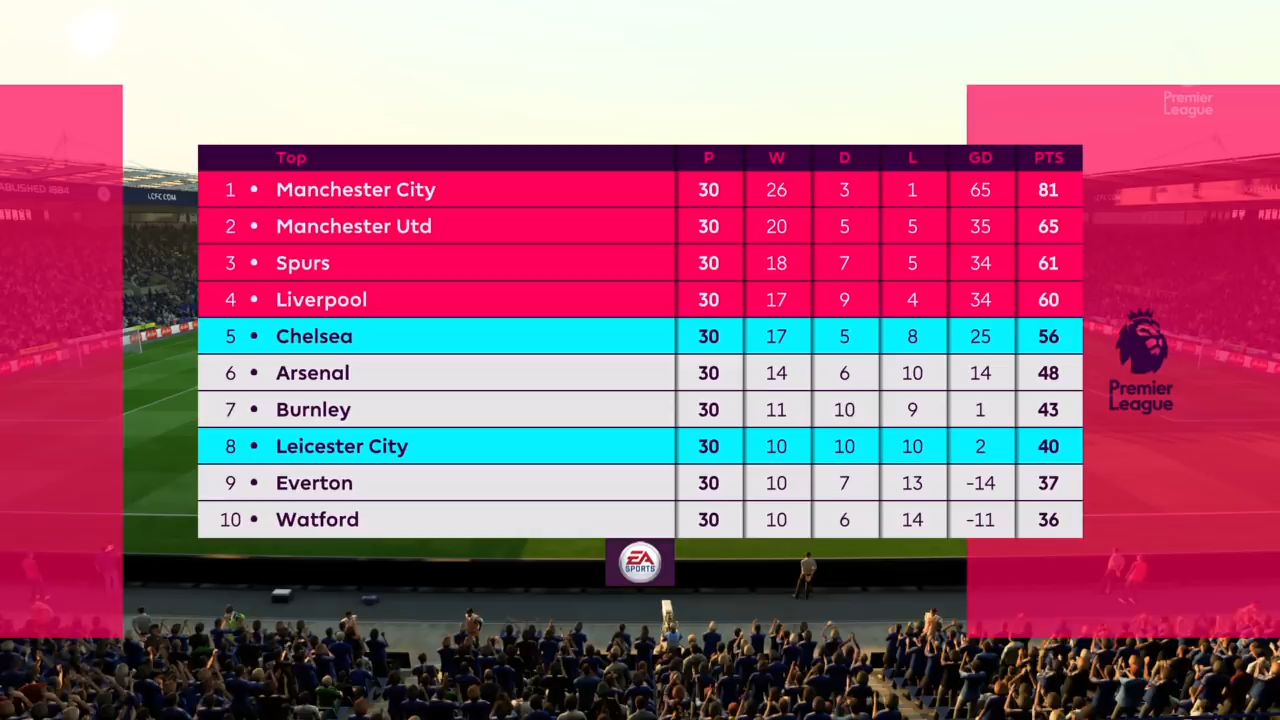 Premier
League
Top P W D L GD PTS
1 • Manchester City 30 26 3 1 65 81
2 • Manchester Utd 30 20 5 5 35 65
3 • Spurs 30 18 7 5 34 61
4 • Liverpool 30 17 9 4 34 60
5 • Chelsea 30 17 5 8 25 56
6 • Arsenal 30 14 6 10 14 48
7 • Burnley 30 11 10 9 1 43
8 • Leicester City 30 10 10 10 2 40
9 • Everton 30 10 7 13 -14 37
10 • Watford 30 10 6 14 -11 36
ABLISHED 1884
LCFC.COM
Premier
League
EA
SPORTS